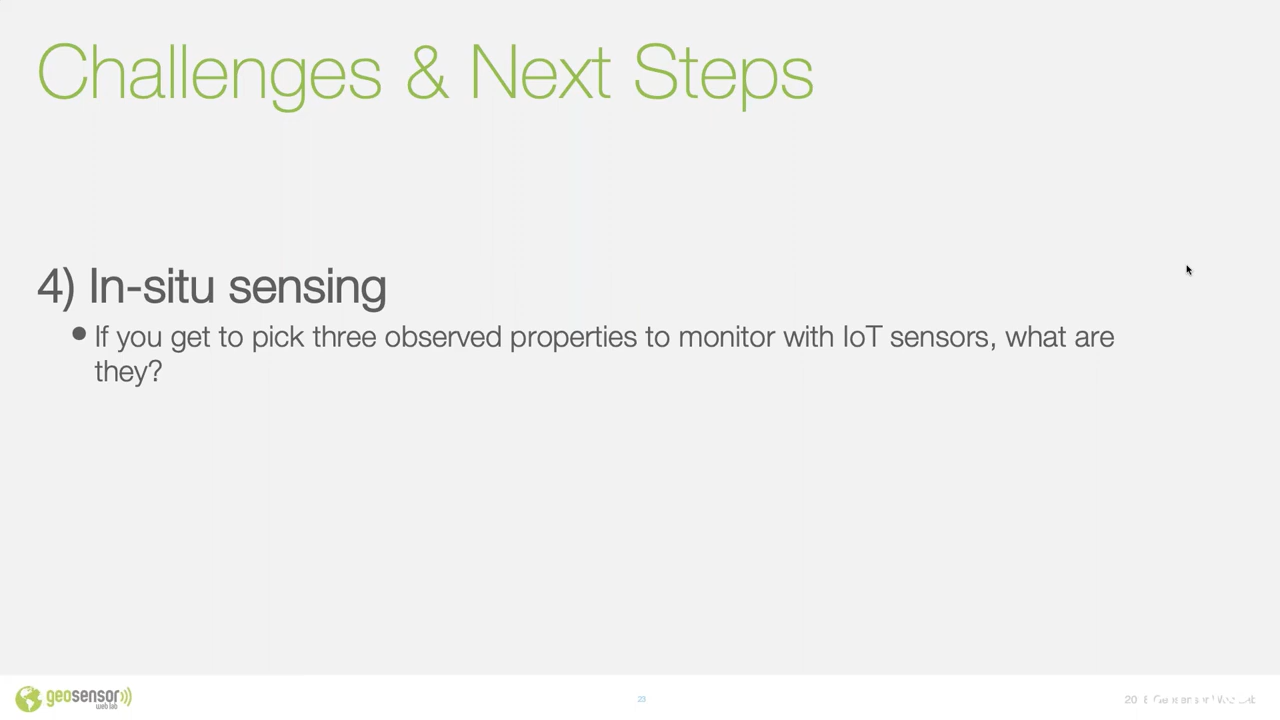 Challenges & Next Steps
4) In-situ sensing
• If you get to pick three observed properties to monitor with IoT sensors, what are
they?
geosensor
web lab
23